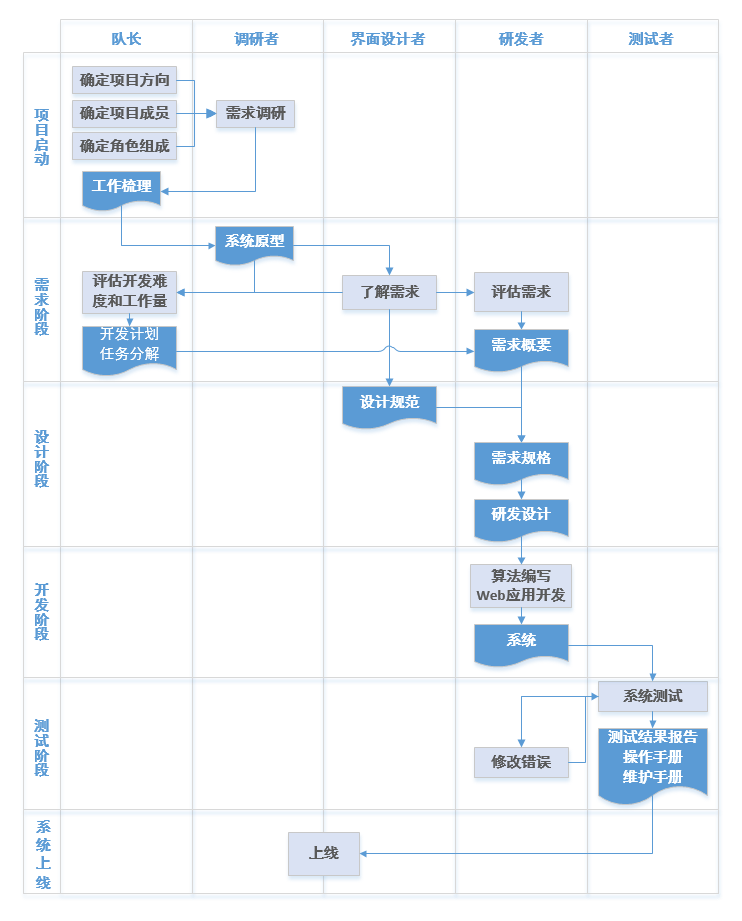 队长
调研者
界面设计者
研发者
测试者
项目启动
确定项目方向
确定项目成员
需求调研
确定角色组成
工作梳理
需求阶段
系统原型
评估开发难
度和工作量
了解需求
评估需求
开发计划
任务分解
需求概要
设计阶段
设计规范
需求规格
研发设计
开发阶段
算法编写
Web应用开发
系统
测试阶段
系统测试
修改错误
测试结果报告
操作手册
维护手册
系统上线
上线